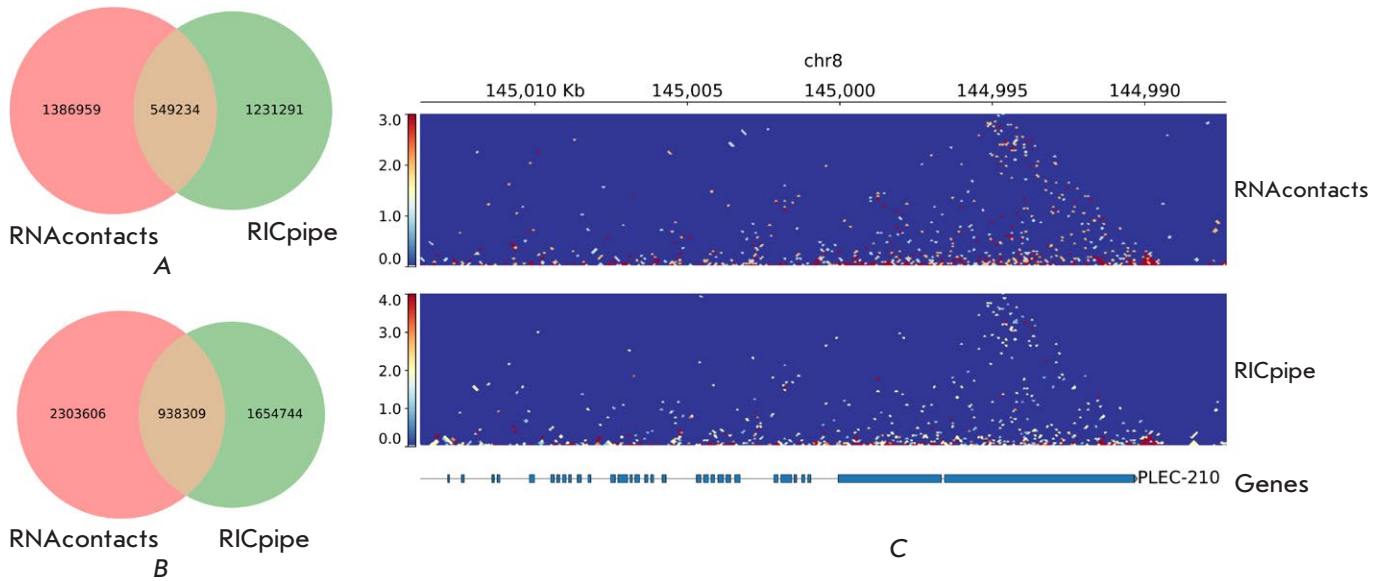 1386959 549234 1231291
RNAcontacts RICpipe
A
2303606 938309 1654744
RNAcontacts RICpipe
B
chr8
145,010 Kb 145,005 145,000 144,995 144,990
3.0
2.0
1.0
0.0
RNAcontacts
4.0
3.0
2.0
1.0
0.0
RICpipe
PLEC-210 Genes
C